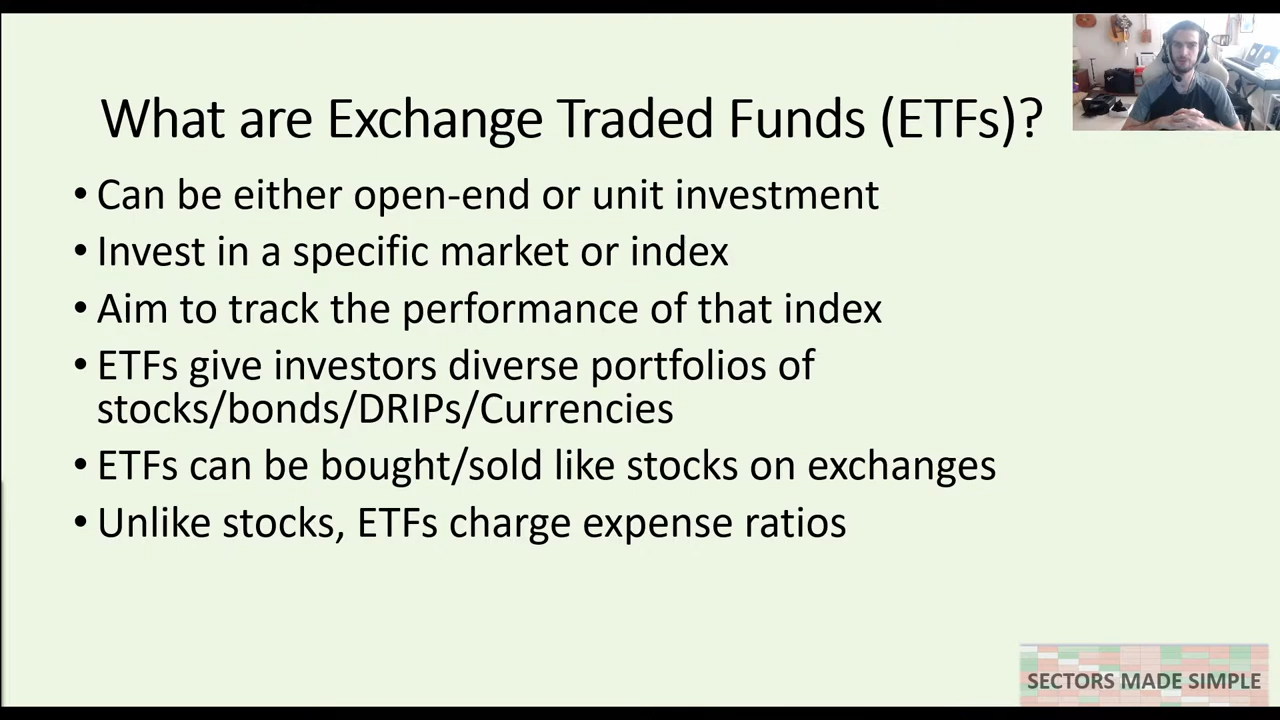 What are Exchange Traded Funds (ETFs)?
• Can be either open-end or unit investment
• Invest in a specific market or index
• Aim to track the performance of that index
• ETFs give investors diverse portfolios of
stocks/bonds/DRIPs/Currencies
• ETFs can be bought/sold like stocks on exchanges
• Unlike stocks, ETFs charge expense ratios
SECTORS MADE SIMPLE